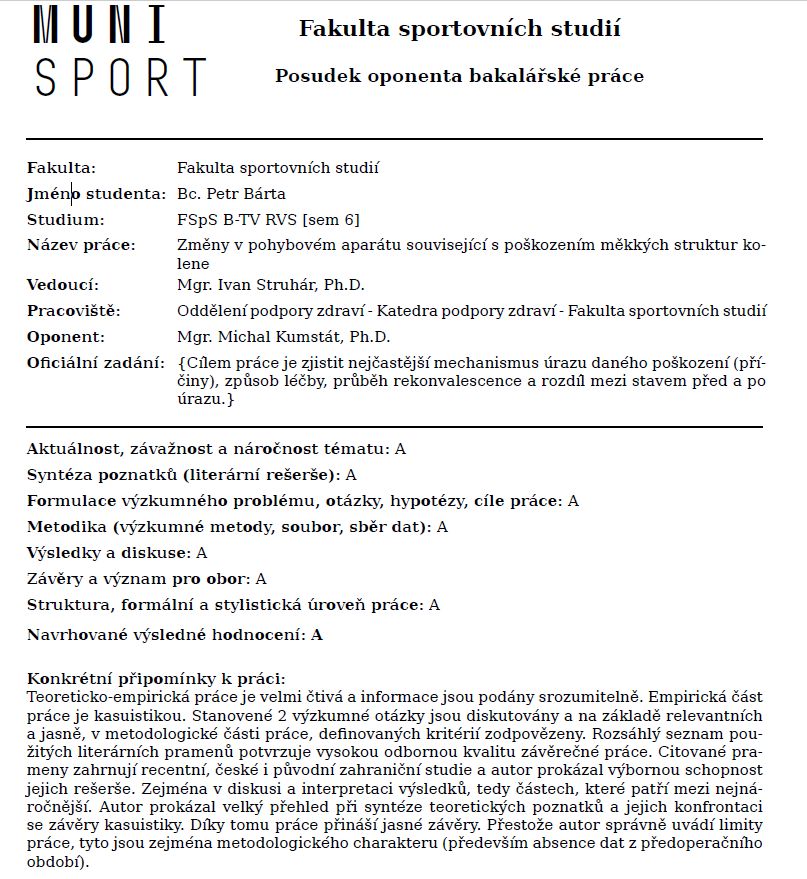 MUNI
SPORT
Fakulta sportovních studií
Posudek oponenta bakalářské práce
Fakulta: Fakulta sportovních studií
Jméno studenta: Bc. Petr Bárta
Studium: FSpS B-TV RVS [sem 6]
Název práce: Změny v pohybovém aparátu související s poškozením měkkých struktur ko-
lene
Vedoucí: Mgr. Ivan Struhár, Ph.D.
Pracoviště: Oddělení podpory zdraví - Katedra podpory zdraví - Fakulta sportovních studií
Oponent: Mgr. Michal Kumstát, Ph.D.
Oficiální zadání: {Cílem práce je zjistit nejčastější mechanismus úrazu daného poškození (pří-
činy), způsob léčby, průběh rekonvalescence a rozdíl mezi stavem před a po
úrazu.}
Aktuálnost, závažnost a náročnost tématu: A
Syntéza poznatků (literární rešerše): A
Formulace výzkumného problému, otázky, hypotézy, cíle práce: A
Metodika (výzkumné metody, soubor, sběr dat): A
Výsledky a diskuse: A
Závěry a význam pro obor: A
Struktura, formální a stylistická úroveň práce: A
Navrhované výsledné hodnocení: A
Konkrétní připomínky k práci:
Teoreticko-empirická práce je velmi čtivá a informace jsou podány srozumitelně. Empirická část
práce je kasuistikou. Stanovené 2 výzkumné otázky jsou diskutovány a na základě relevantních
a jasně, v metodologické části práce, definovaných kritérií zodpovězeny. Rozsáhlý seznam pou-
žitých literárních pramenů potvrzuje vysokou odbornou kvalitu závěrečné práce. Citované pra-
meny zahrnují recentní, české i původní zahraniční studie a autor prokázal výbornou schopnost
jejich rešerše. Zejména v diskusi a interpretaci výsledků, tedy částech, které patří mezi nejná-
ročnější. Autor prokázal velký přehled při syntéze teoretických poznatků a jejich konfrontaci
se závěry kasuistiky. Díky tomu práce přináší jasné závěry. Přestože autor správně uvádí limity
práce, tyto jsou zejména metodologického charakteru (především absence dat z předoperačního
období).